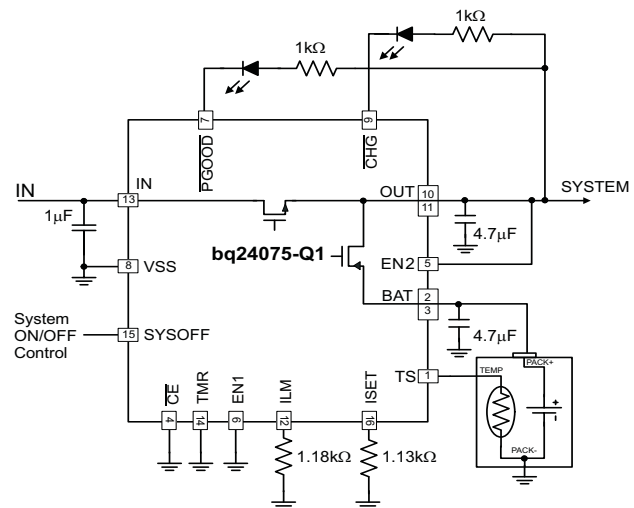 1kΩ
1kΩ
7
9
PGOOD
CHG
IN
IN
13
OUT
10
11
SYSTEM
1μF
4.7μF
bq24075-Q1
EN2
5
8
VSS
BAT
2
3
System
ON/OFF
Control
15
SYSOFF
4.7μF
PACK+
TS
1
TEMP
CE
TMR
EN1
ILM
ISET
+
-
4
14
6
12
16
PACK-
1.18kΩ
1.13kΩ